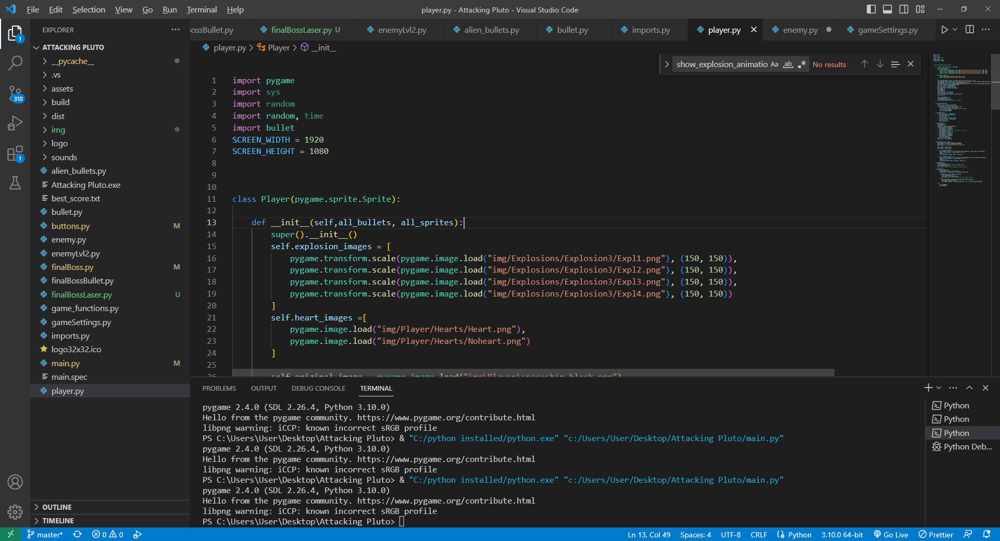 File Edit Selection View Go Run Terminal Help
player.py - Attacking Pluto - Visual Studio Code
EXPLORER
ossBullet.py finalBossLaser.py U enemyLvl2.py alien_bullets.py bullet.py imports.py player.py enemy.py gameSettings.py
player.py > Player > __init__
show_explosion_animatio Aa ab No results
1
310
1
ATTACKING PLUTO
__pycache__
.vs
assets
build
dist
img
logo
sounds
alien_bullets.py
Attacking Pluto.exe
best_score.txt
bullet.py
buttons.py M
enemy.py
enemyLvl2.py
finalBoss.py M
finalBossBullet.py
finalBossLaser.py U
game_functions.py
gameSettings.py
imports.py
logo32x32.ico
main.py M
main.spec
player.py
OUTLINE
TIMELINE
1 import pygame
2 import sys
3 import random
4 import random, time
5 import bullet
6 SCREEN_WIDTH = 1920
7 SCREEN_HEIGHT = 1080
8
9
10
11 class Player(pygame.sprite.Sprite):
12
13 def __init__(self,all_bullets, all_sprites):
14 super().__init__()
15 self.explosion_images = [
16 pygame.transform.scale(pygame.image.load("img/Explosions/Explosion3/Expl1.png"), (150, 150)),
17 pygame.transform.scale(pygame.image.load("img/Explosions/Explosion3/Expl2.png"), (150, 150)),
18 pygame.transform.scale(pygame.image.load("img/Explosions/Explosion3/Expl3.png"), (150, 150)),
19 pygame.transform.scale(pygame.image.load("img/Explosions/Explosion3/Expl4.png"), (150, 150))
20 ]
21 self.heart_images =[
22 pygame.image.load("img/Player/Hearts/Heart.png"),
23 pygame.image.load("img/Player/Hearts/Noheart.png")
24 ]
25
26 self.original_image = pygame.image.load("img\Player\spaceship_black.png")
PROBLEMS OUTPUT DEBUG CONSOLE TERMINAL
pygame 2.4.0 (SDL 2.26.4, Python 3.10.0)
Hello from the pygame community. https://www.pygame.org/contribute.html
libpng warning: iCCP: known incorrect sRGB profile
PS C:\Users\User\Desktop\Attacking Pluto> & "C:/python installed/python.exe" "c:/Users/User/Desktop/Attacking Pluto/main.py"
pygame 2.4.0 (SDL 2.26.4, Python 3.10.0)
Hello from the pygame community. https://www.pygame.org/contribute.html
libpng warning: iCCP: known incorrect sRGB profile
PS C:\Users\User\Desktop\Attacking Pluto> & "C:/python installed/python.exe" "c:/Users/User/Desktop/Attacking Pluto/main.py"
pygame 2.4.0 (SDL 2.26.4, Python 3.10.0)
Hello from the pygame community. https://www.pygame.org/contribute.html
libpng warning: iCCP: known incorrect sRGB profile
PS C:\Users\User\Desktop\Attacking Pluto>
Python
Python
Python
Python Deb...
master* 0 0 Ln 13, Col 49 Spaces: 4 UTF-8 CRLF Python 3.10.0 64-bit Go Live Prettier